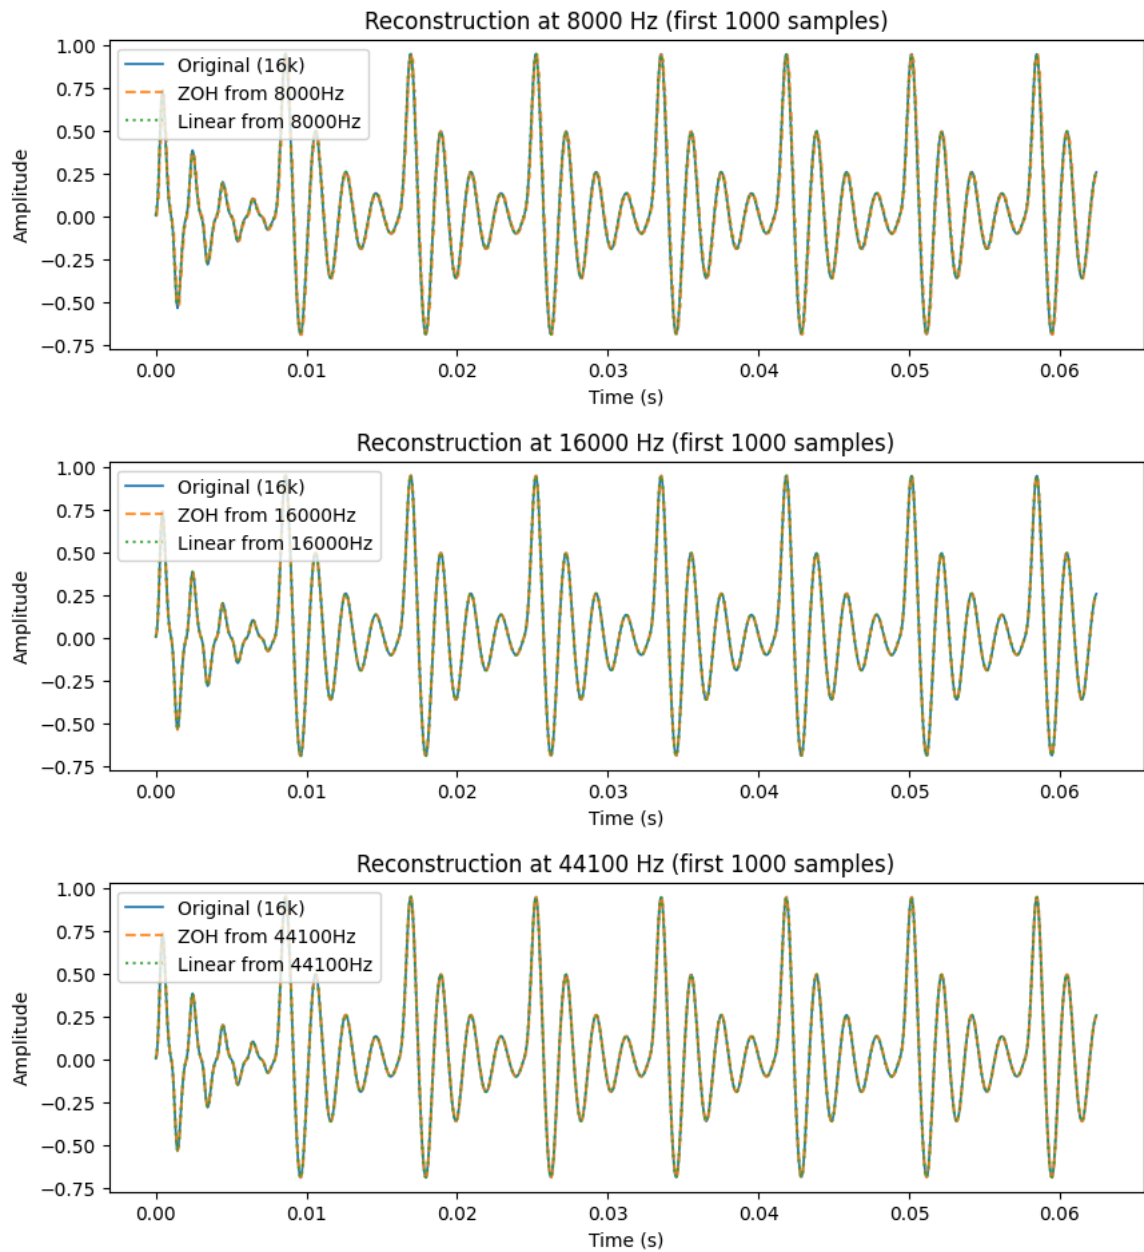 Reconstruction at 8000 Hz (first 1000 samples)
1.00
0.75
0.50
0.25
0.00
−0.25
−0.50
−0.75
Amplitude
Original (16k)
ZOH from 8000Hz
Linear from 8000Hz
0.00 0.01 0.02 0.03 0.04 0.05 0.06
Time (s)
Reconstruction at 16000 Hz (first 1000 samples)
1.00
0.75
0.50
0.25
0.00
−0.25
−0.50
−0.75
Amplitude
Original (16k)
ZOH from 16000Hz
Linear from 16000Hz
0.00 0.01 0.02 0.03 0.04 0.05 0.06
Time (s)
Reconstruction at 44100 Hz (first 1000 samples)
1.00
0.75
0.50
0.25
0.00
−0.25
−0.50
−0.75
Amplitude
Original (16k)
ZOH from 44100Hz
Linear from 44100Hz
0.00 0.01 0.02 0.03 0.04 0.05 0.06
Time (s)